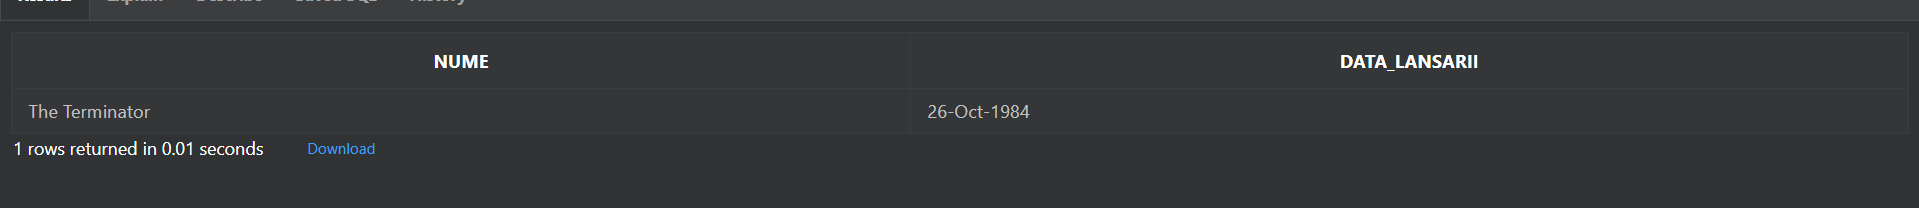 NUME DATA_LANSARII
The Terminator 26-Oct-1984
1 rows returned in 0.01 seconds Download